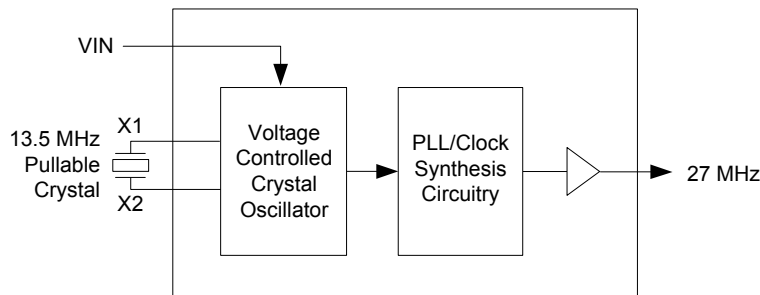 VIN
13.5 MHz
Pullable
Crystal
X1
X2
Voltage
Controlled
Crystal
Oscillator
PLL/Clock
Synthesis
Circuitry
27 MHz